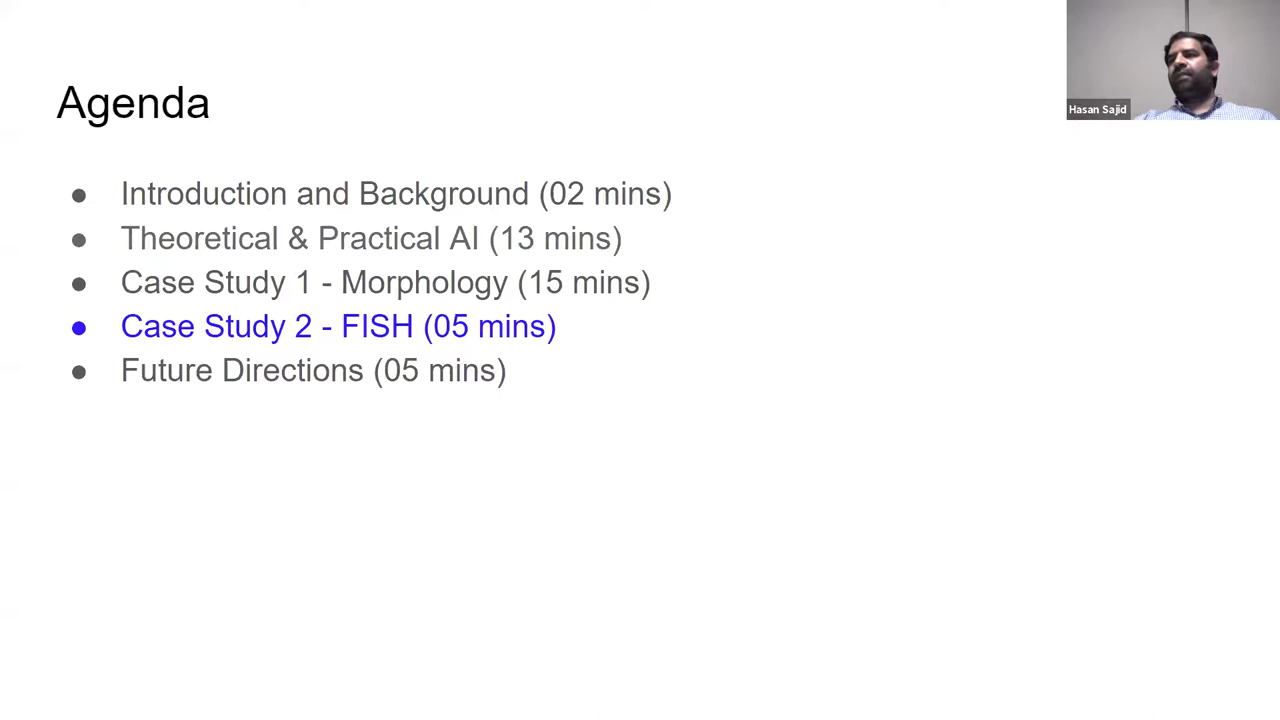 Agenda
Hasan Sajid
● Introduction and Background (02 mins)
● Theoretical & Practical AI (13 mins)
● Case Study 1 - Morphology (15 mins)
● Case Study 2 - FISH (05 mins)
● Future Directions (05 mins)